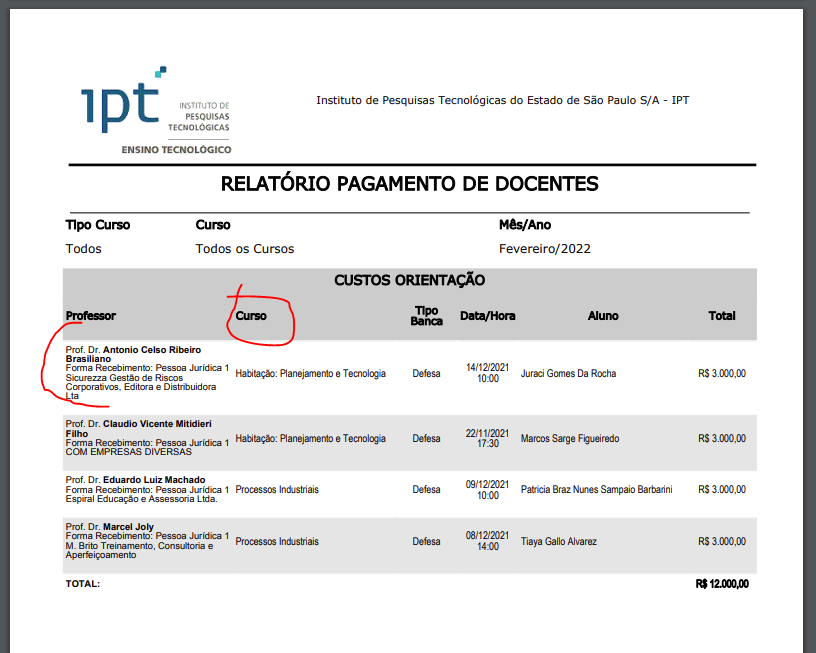 ipt
INSTITUTO DE
PESQUISAS
TECNOLÓGICAS
ENSINO TECNOLÓGICO
Instituto de Pesquisas Tecnológicas do Estado de São Paulo S/A - IPT
RELATÓRIO PAGAMENTO DE DOCENTES
Tipo Curso Curso Mês/Ano
Todos Todos os Cursos Fevereiro/2022
CUSTOS ORIENTAÇÃO
Professor Curso Tipo Banca Data/Hora Aluno Total
Prof. Dr. Antonio Celso Ribeiro
Brasiliano
Forma Recebimento: Pessoa Jurídica 1
Sicurezza Gestão de Riscos
Corporativos, Editora e Distribuidora
Lta
Habitação: Planejamento e Tecnologia
Defesa
14/12/2021
10:00
Juraci Gomes Da Rocha
R$ 3.000,00
Prof. Dr. Claudio Vicente Mitidieri
Filho
Forma Recebimento: Pessoa Jurídica 1
COM EMPRESAS DIVERSAS
Habitação: Planejamento e Tecnologia
Defesa
22/11/2021
17:30
Marcos Sarge Figueiredo
R$ 3.000,00
Prof. Dr. Eduardo Luiz Machado
Forma Recebimento: Pessoa Jurídica 1
Espiral Educação e Assessoria Ltda.
Processos Industriais
Defesa
09/12/2021
10:00
Patricia Braz Nunes Sampaio Barbarini
R$ 3.000,00
Prof. Dr. Marcel Joly
Forma Recebimento: Pessoa Jurídica 1
M. Brito Treinamento, Consultoria e
Aperfeiçoamento
Processos Industriais
Defesa
08/12/2021
14:00
Tiaya Gallo Alvarez
R$ 3.000,00
TOTAL: R$ 12.000,00